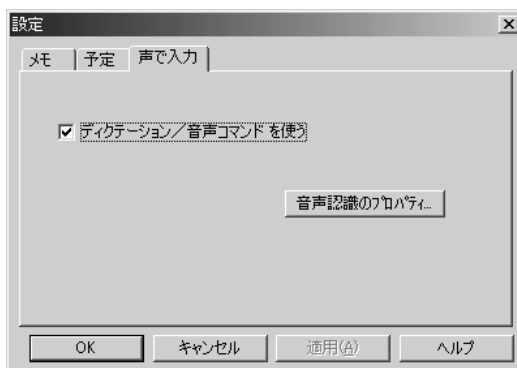 設定
メモ 予定 声で入力
ディクテーション／音声コマンド を使う
音声認識のﾌﾟﾛﾊﾟﾃｨ...
OK キャンセル 適用(A) ヘルプ